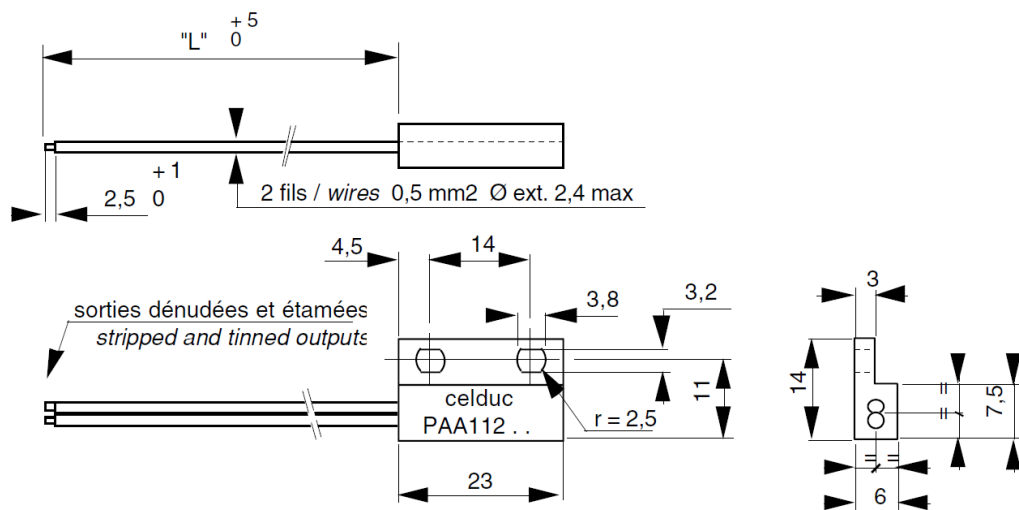 "L" + 5
0
+ 1
2,5 0
2 fils / wires 0,5 mm2 Ø ext. 2,4 max
4,5
14
3,8
3,2
3
sorties dénudées et étamées
stripped and tinned outputs
celduc
PAA112 . .
r = 2,5
11
14
=
=
7,5
23
= =
6